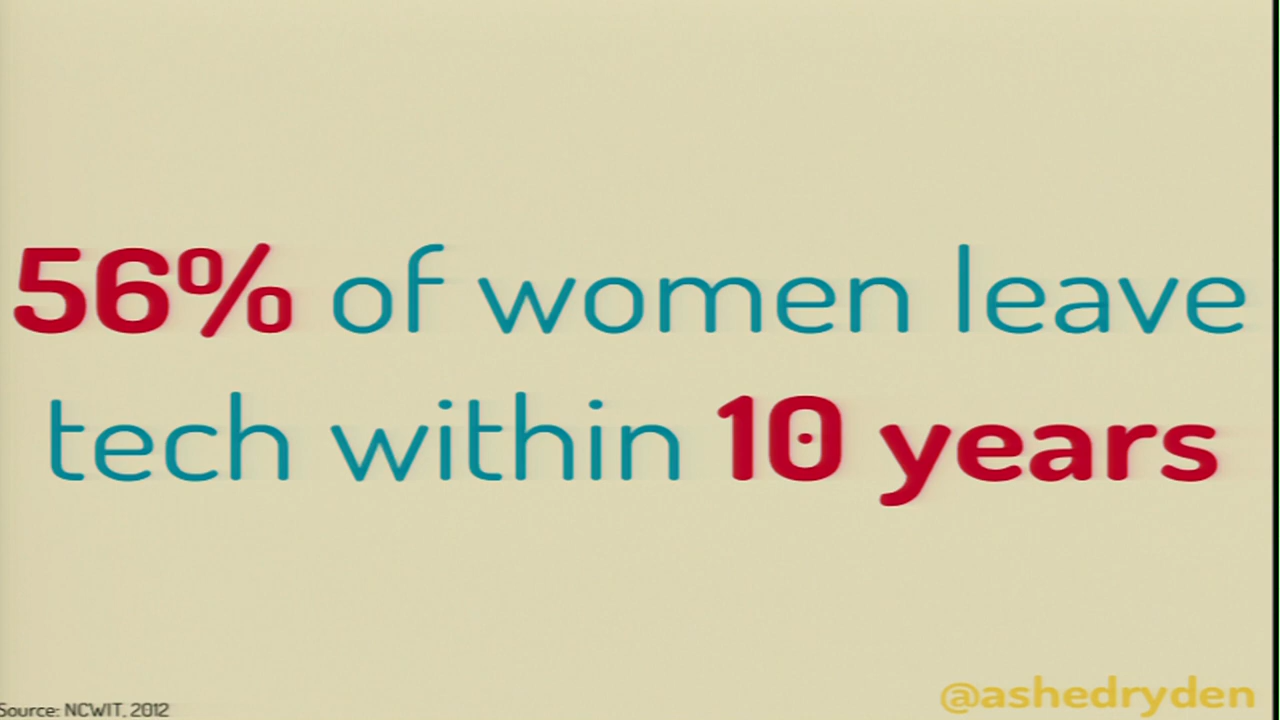 56% of women leave
tech within 10 years
Source: NCWIT, 2012
@ashedryden